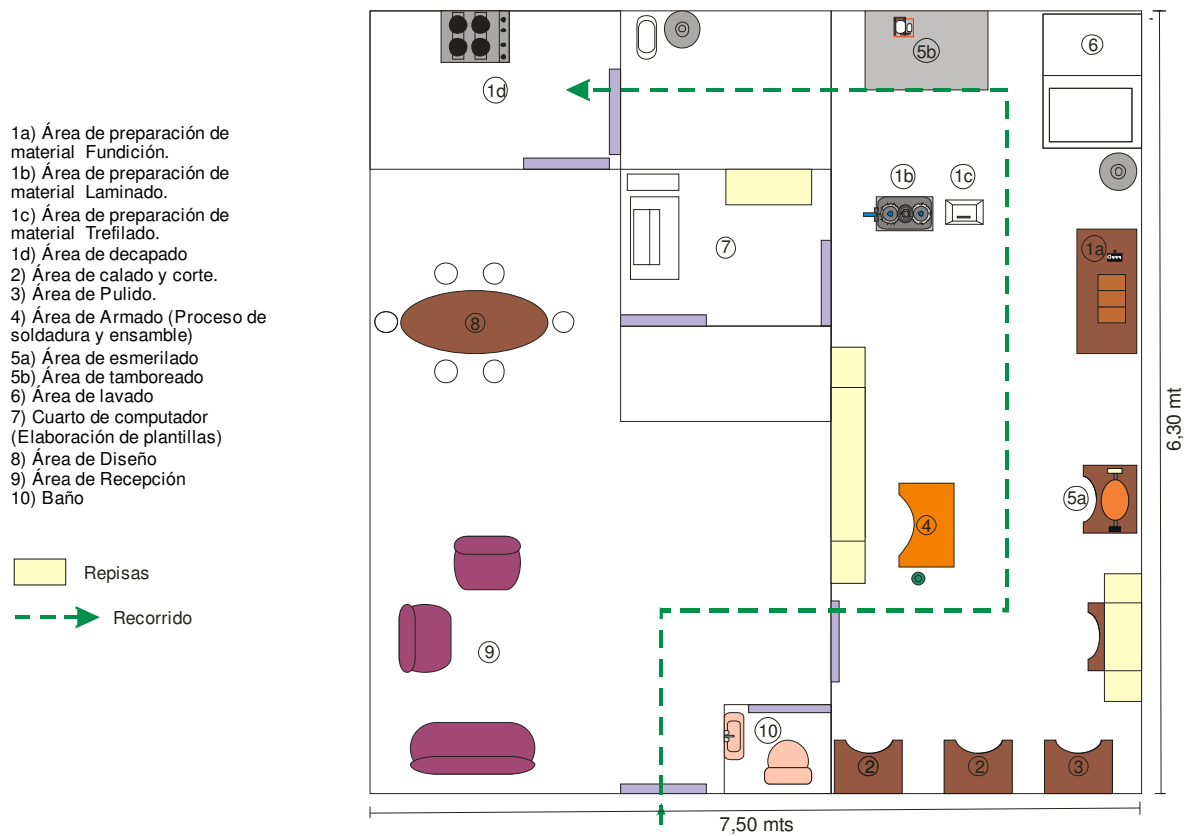 1a) Área de preparación de
material  Fundición.
1b) Área de preparación de
material  Laminado.
1c) Área de preparación de
material  Trefilado.
1d) Área de decapado
2) Área de calado y corte.
3) Área de Pulido.
4) Área de Armado (Proceso de
soldadura y ensamble)
5a) Área de esmerilado
5b) Área de tamboreado
6) Área de lavado
7) Cuarto de computador
(Elaboración de plantillas)
8) Área de Diseño
9) Área de Recepción
10) Baño
Repisas
Recorrido
1d
5b
6
1b
1c
1a
7
8
5a
4
9
10
2
2
3
6,30 mt
7,50 mts